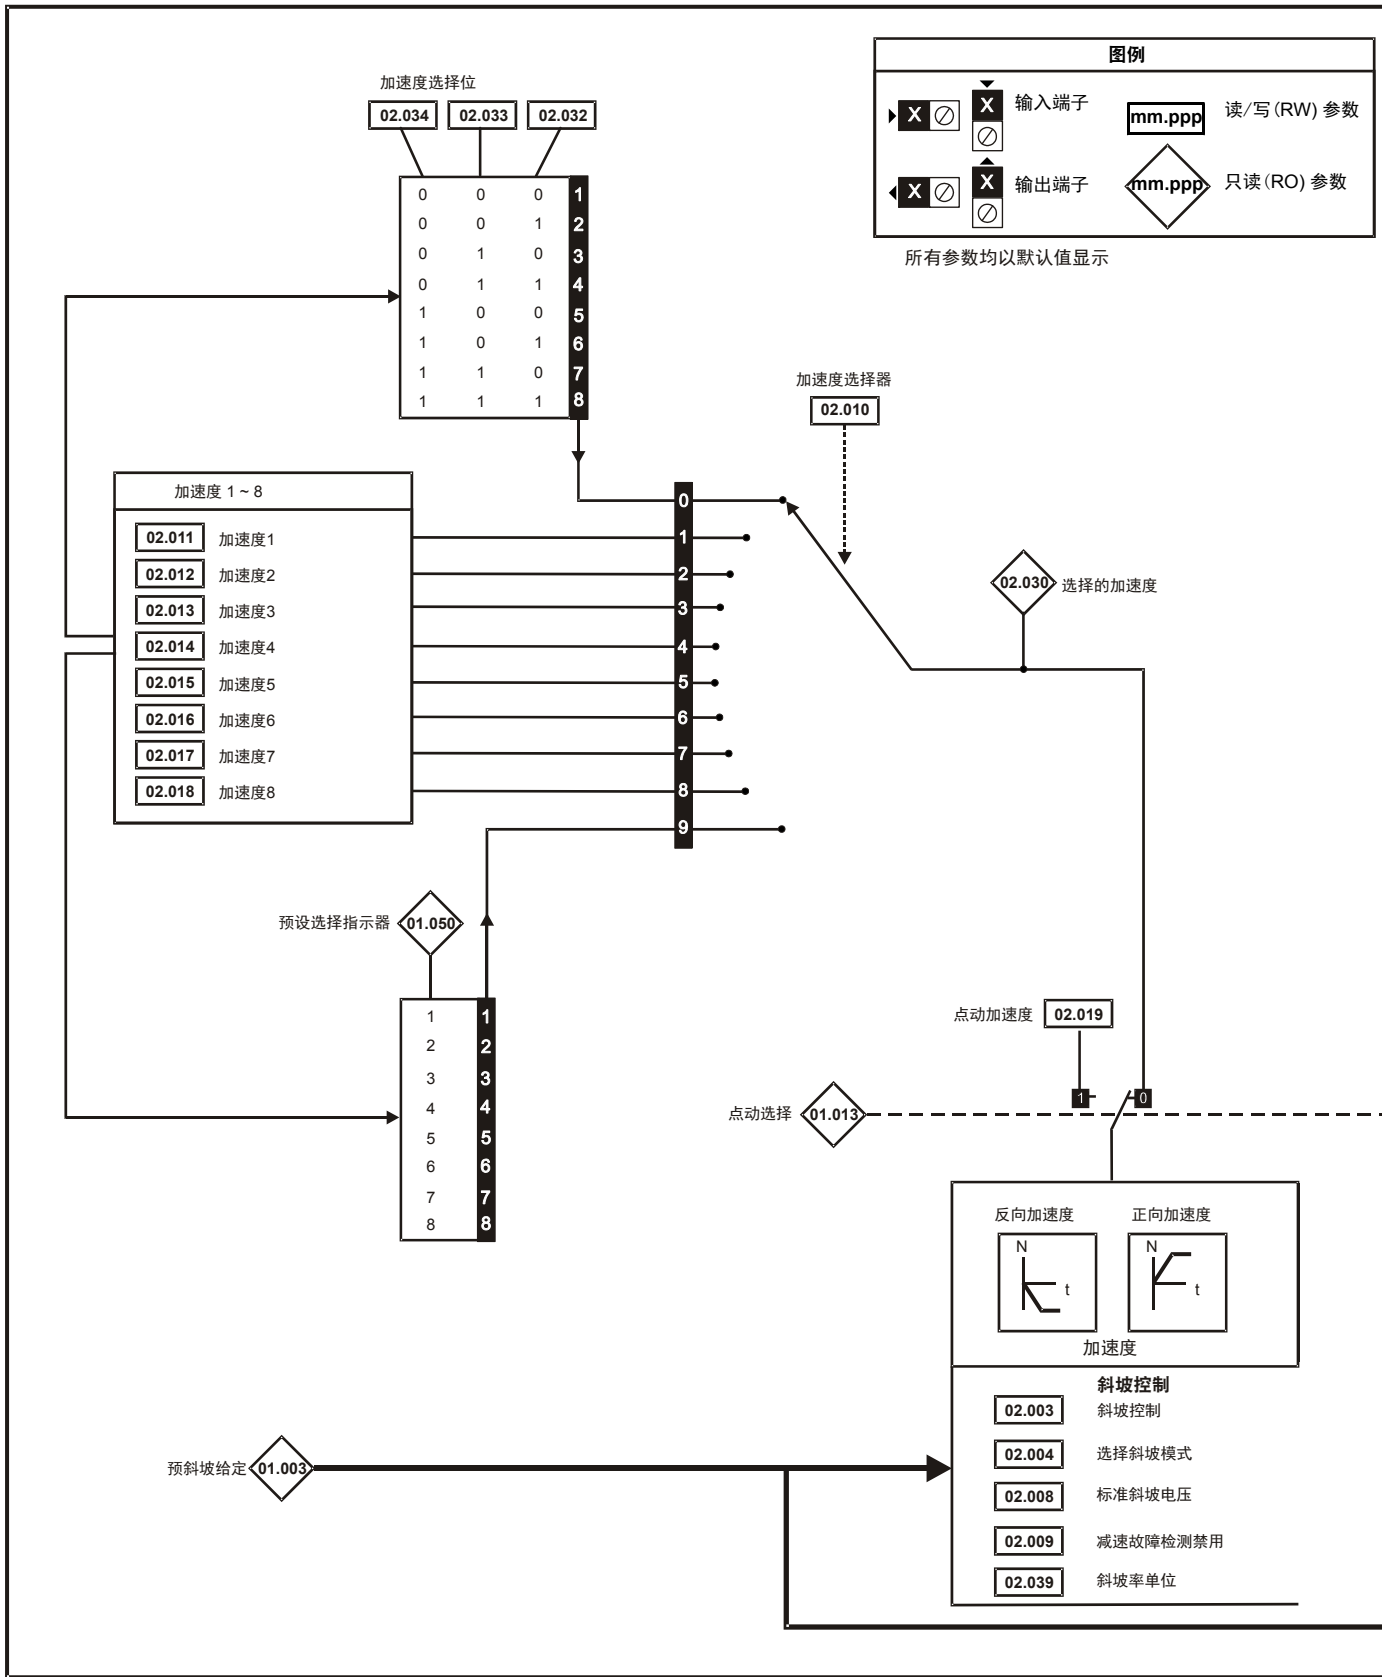 图例
X 输入端子 X mm.ppp 读/写(RW) 参数
X 输出端子 X mm.ppp 只读(RO) 参数
所有参数均以默认值显示
加速度选择位
02.034 02.033 02.032
0 0 0 1
0 0 1 2
0 1 0 3
0 1 1 4
1 0 0 5
1 0 1 6
1 1 0 7
1 1 1 8
加速度选择器
02.010
加速度 1 ~ 8
02.011 加速度1
02.012 加速度2
02.013 加速度3
02.014 加速度4
02.015 加速度5
02.016 加速度6
02.017 加速度7
02.018 加速度8
0
1
2
3
4
5
6
7
8
9
02.030 选择的加速度
预设选择指示器 01.050
1 1
2 2
3 3
4 4
5 5
6 6
7 7
8 8
点动加速度 02.019
1 0
点动选择 01.013
反向加速度 正向加速度
N t N t
加速度
斜坡控制
02.003 斜坡控制
02.004 选择斜坡模式
02.008 标准斜坡电压
02.009 减速故障检测禁用
02.039 斜坡率单位
预斜坡给定 01.003